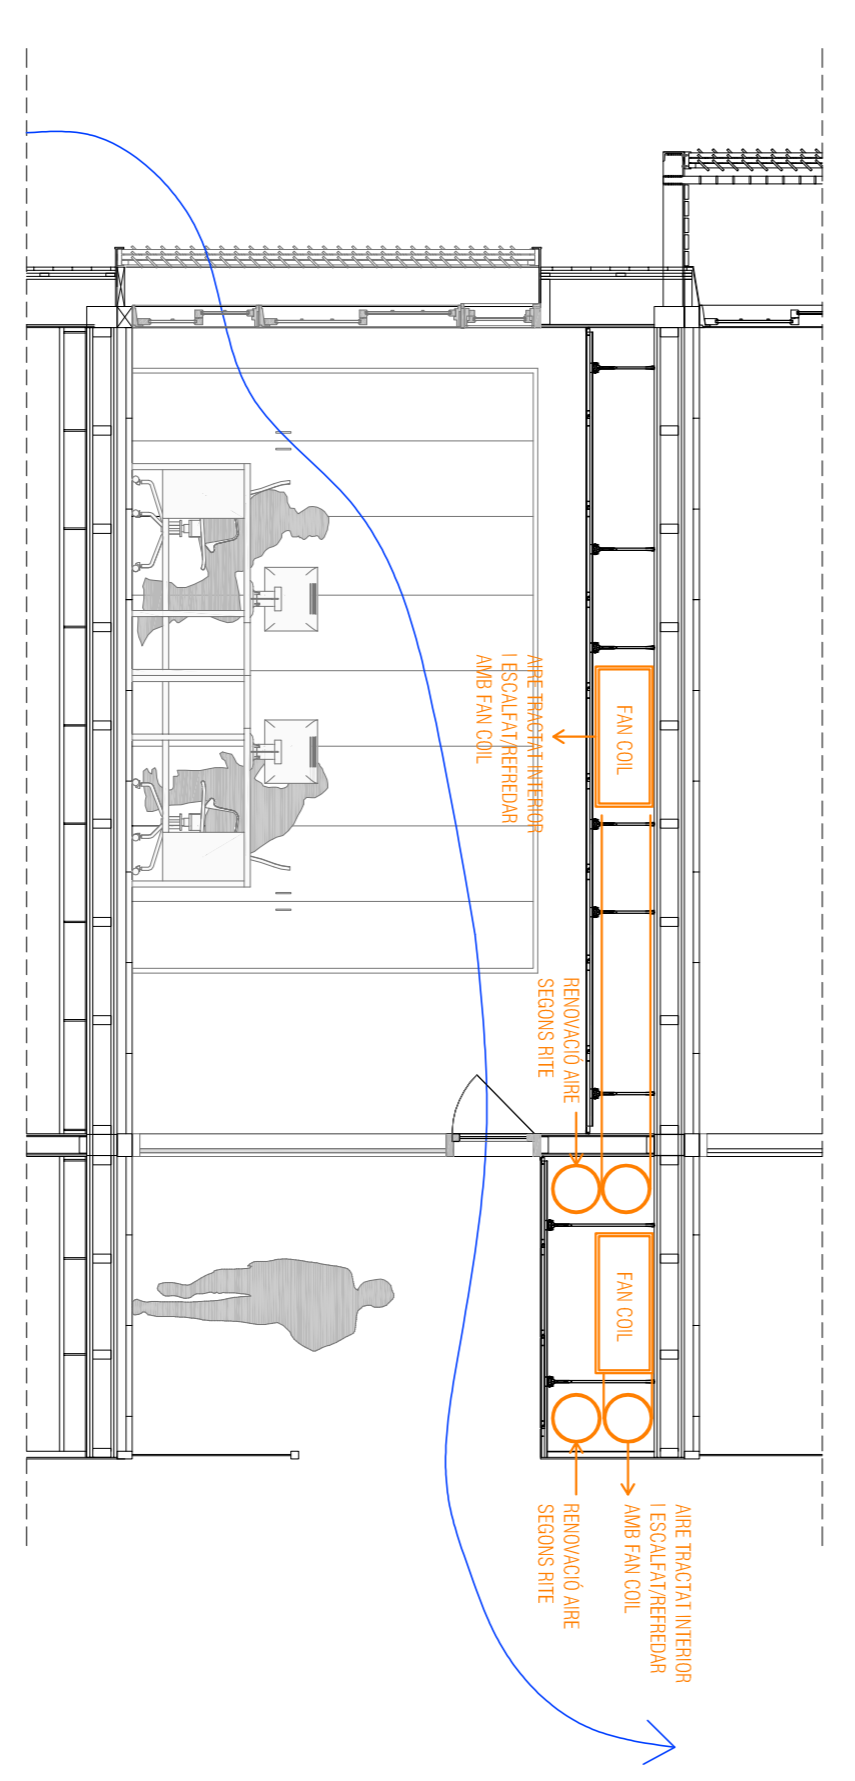 FAN COIL
AIRE TRACTAT INTERIOR
I ESCALFAT/REFREDAR
AMB FAN COIL
RENOVACIÓ AIRE
SEGONS RITE
FAN COIL
RENOVACIÓ AIRE
SEGONS RITE
AIRE TRACTAT INTERIOR
I ESCALFAT/REFREDAR
AMB FAN COIL